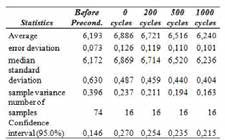 Statistics Before Precond. 0 cycles 200 cycles 500 cycles 1000 cycles
Average 6,193 6,886 6,721 6,516 6,240
error deviation 0,073 0,126 0,119 0,110 0,101
median 6,172 6,869 6,714 6,520 6,236
standard
deviation 0,630 0,487 0,459 0,440 0,404
sample variance 0,396 0,237 0,211 0,194 0,163
number of
samples 74 16 16 16 16
Confidence
interval (95.0%) 0,146 0,270 0,254 0,235 0,215